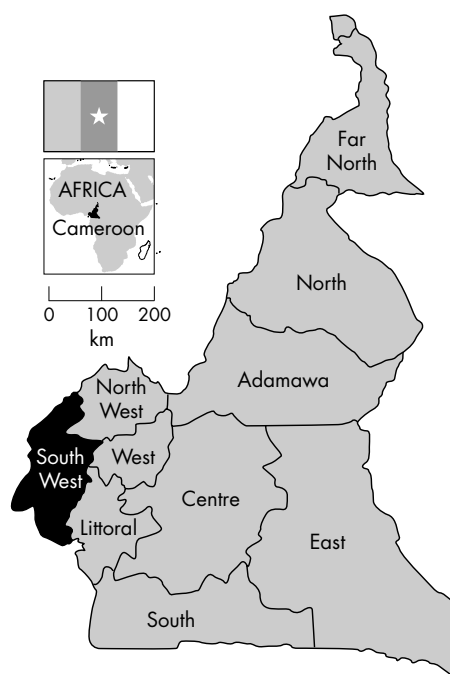 Far
North
AFRICA
Cameroon
0 100 200
km
North
Adamawa
North
West
South
West
West
Centre
Littoral
East
South